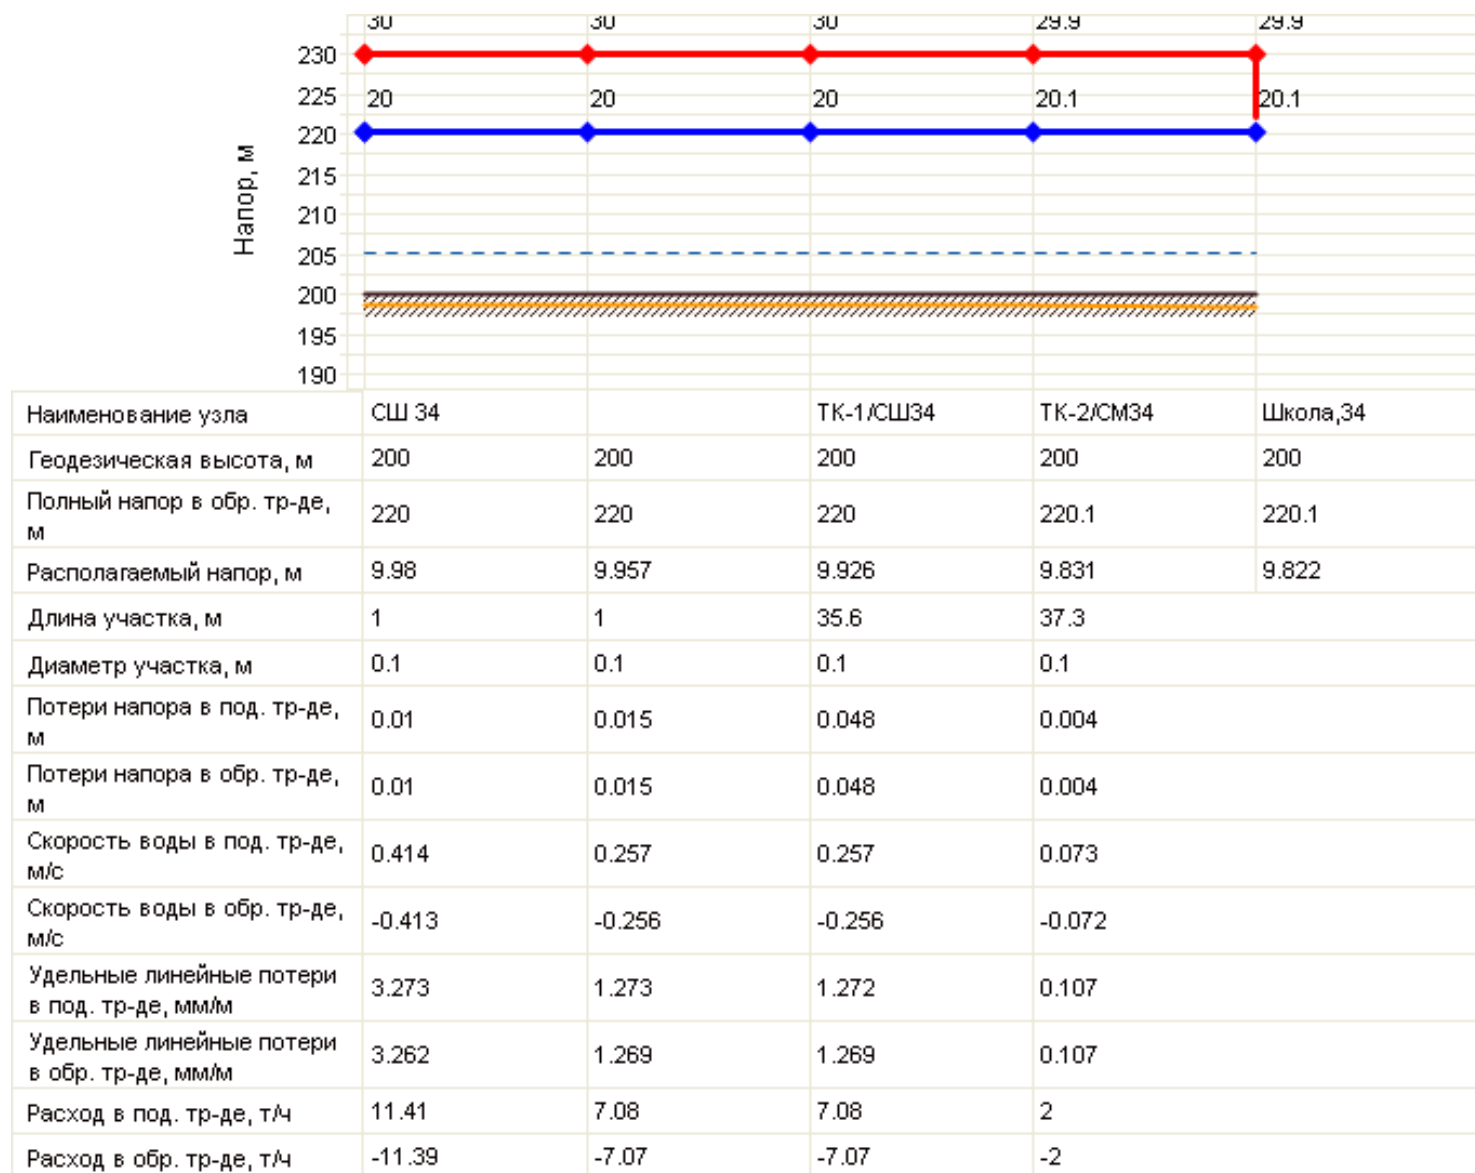 30 30 30 29.9 29.9
230
225 20 20 20 20.1 20.1
220
215
210
205
200
195
190
Напор, м
Наименование узла СШ 34 ТК-1/СШ34 ТК-2/СМ34 Школа,34
Геодезическая высота, м 200 200 200 200 200
Полный напор в обр. тр-де,
м 220 220 220 220.1 220.1
Располагаемый напор, м 9.98 9.957 9.926 9.831 9.822
Длина участка, м 1 1 35.6 37.3
Диаметр участка, м 0.1 0.1 0.1 0.1
Потери напора в под. тр-де,
м 0.01 0.015 0.048 0.004
Потери напора в обр. тр-де,
м 0.01 0.015 0.048 0.004
Скорость воды в под. тр-де,
м/с 0.414 0.257 0.257 0.073
Скорость воды в обр. тр-де,
м/с -0.413 -0.256 -0.256 -0.072
Удельные линейные потери
в под. тр-де, мм/м 3.273 1.273 1.272 0.107
Удельные линейные потери
в обр. тр-де, мм/м 3.262 1.269 1.269 0.107
Расход в под. тр-де, т/ч 11.41 7.08 7.08 2
Расход в обр. тр-де, т/ч -11.39 -7.07 -7.07 -2